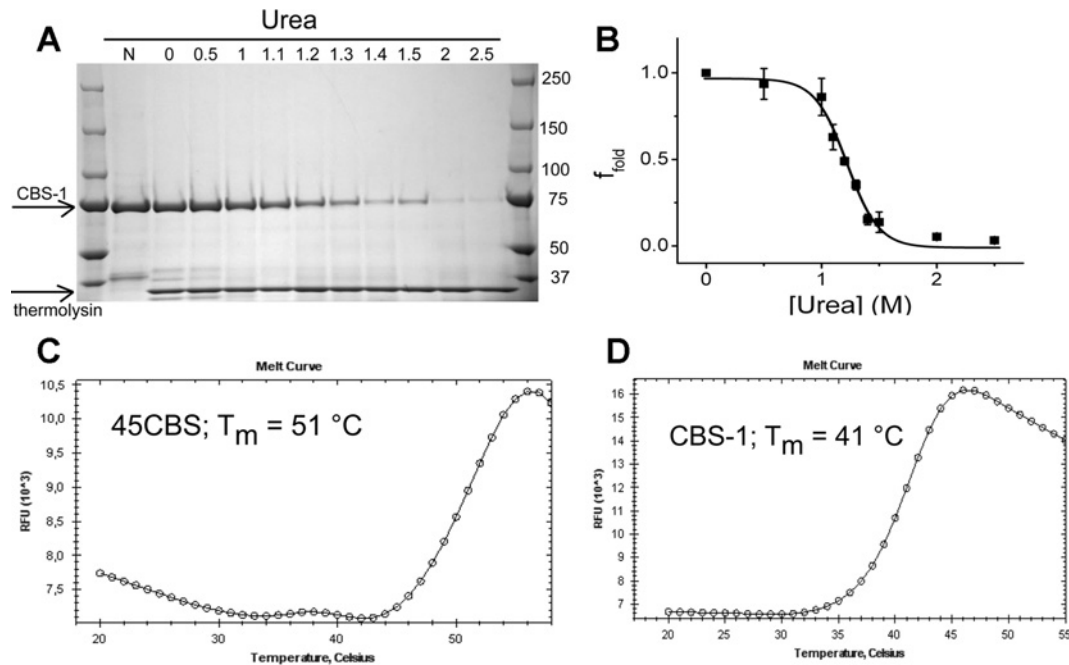 A
Urea
N 0 0.5 1 1.1 1.2 1.3 1.4 1.5 2 2.5
250
150
100
CBS-1
75
50
37
thermolysin
B
f_fold
1.0
0.5
0.0
0 1 2
[Urea] (M)
C
Melt Curve
45CBS; T_m = 51 °C
RFU (10^3)
10,5
10,0
9,5
9,0
8,5
8,0
7,5
20 30 40 50
Temperature, Celsius
D
Melt Curve
CBS-1; T_m = 41 °C
RFU (10^3)
16
14
12
10
9
8
7
6
20 25 30 35 40 45 50 55
Temperature, Celsius